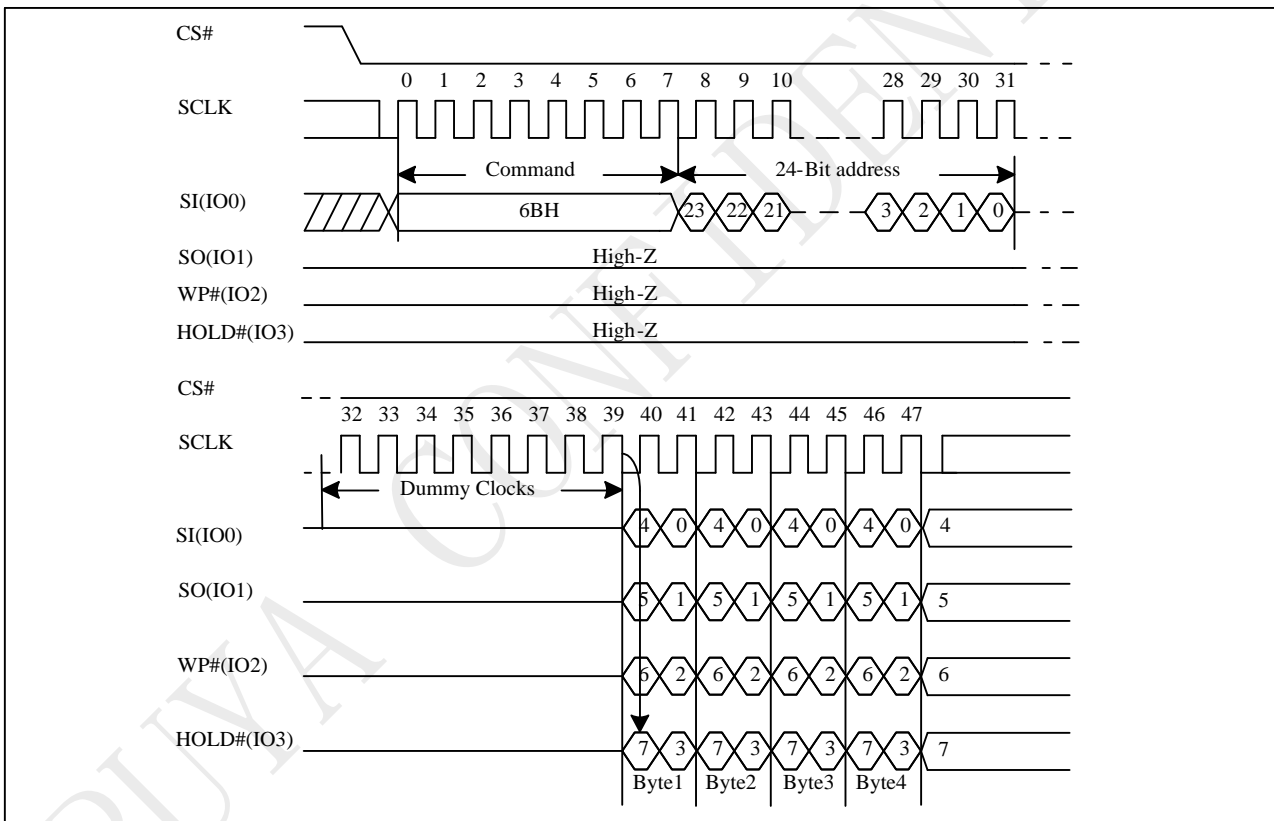 CS#
0 1 2 3 4 5 6 7 8 9 10 28 29 30 31
SCLK
Command 24-Bit address
SI(IO0) 6BH 23 22 21 3 2 1 0
SO(IO1) High-Z
WP#(IO2) High-Z
HOLD#(IO3) High-Z
CS#
32 33 34 35 36 37 38 39 40 41 42 43 44 45 46 47
SCLK
Dummy Clocks
SI(IO0) 4 0 4 0 4 0 4 0 4
SO(IO1) 5 1 5 1 5 1 5 1 5
WP#(IO2) 6 2 6 2 6 2 6 2 6
HOLD#(IO3) 7 3 7 3 7 3 7 3 7
Byte1 Byte2 Byte3 Byte4
PUYA CONFIDENT